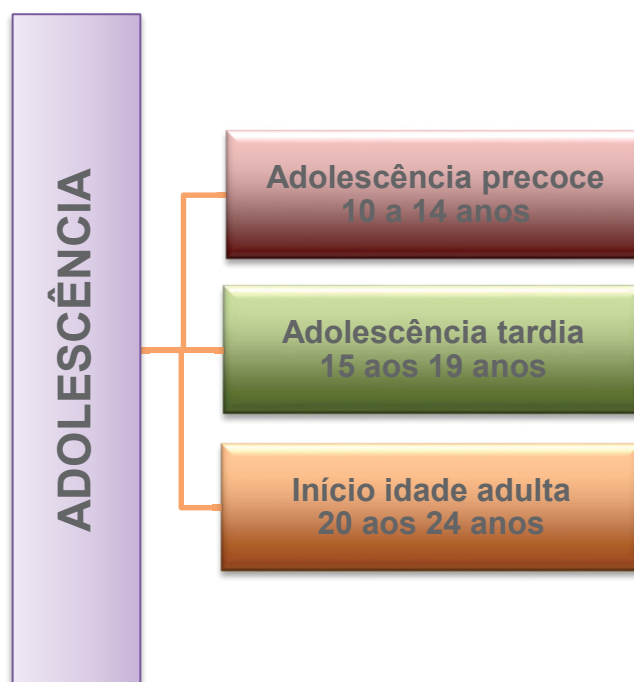 ADOLESCÊNCIA
Adolescência precoce
10 a 14 anos
Adolescência tardia
15 aos 19 anos
Início idade adulta
20 aos 24 anos